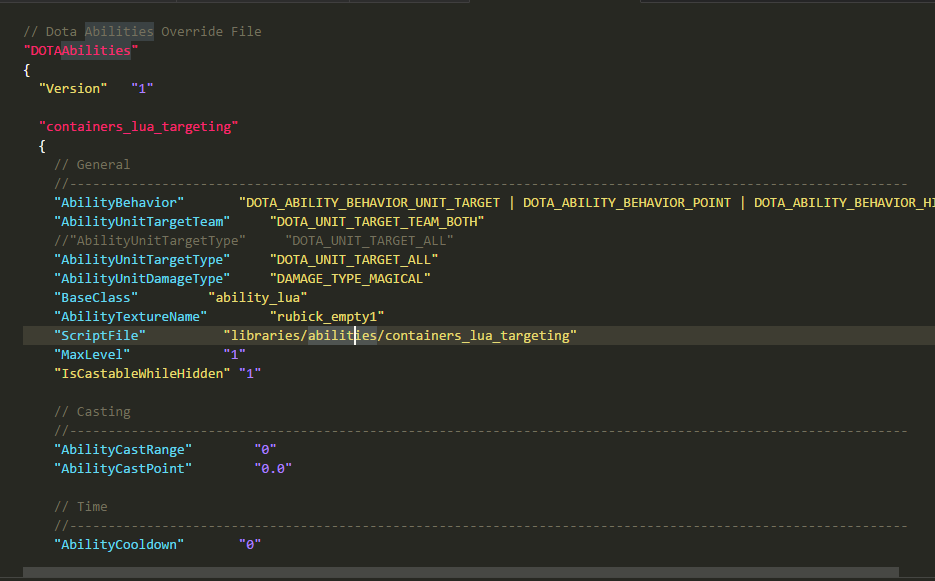 // Dota Abilities Override File
"DOTAAbilities"
{
"Version" "1"
"containers_lua_targeting"
{
// General
//-------------------------------------------------------------------------------------------------------------
"AbilityBehavior" "DOTA_ABILITY_BEHAVIOR_UNIT_TARGET | DOTA_ABILITY_BEHAVIOR_POINT | DOTA_ABILITY_BEHAVIOR_HI
"AbilityUnitTargetTeam" "DOTA_UNIT_TARGET_TEAM_BOTH"
//"AbilityUnitTargetType" "DOTA_UNIT_TARGET_ALL"
"AbilityUnitTargetType" "DOTA_UNIT_TARGET_ALL"
"AbilityUnitDamageType" "DAMAGE_TYPE_MAGICAL"
"BaseClass" "ability_lua"
"AbilityTextureName" "rubick_empty1"
"ScriptFile" "libraries/abilities/containers_lua_targeting"
"MaxLevel" "1"
"IsCastableWhileHidden" "1"
// Casting
//-------------------------------------------------------------------------------------------------------------
"AbilityCastRange" "0"
"AbilityCastPoint" "0.0"
// Time
//-------------------------------------------------------------------------------------------------------------
"AbilityCooldown" "0"